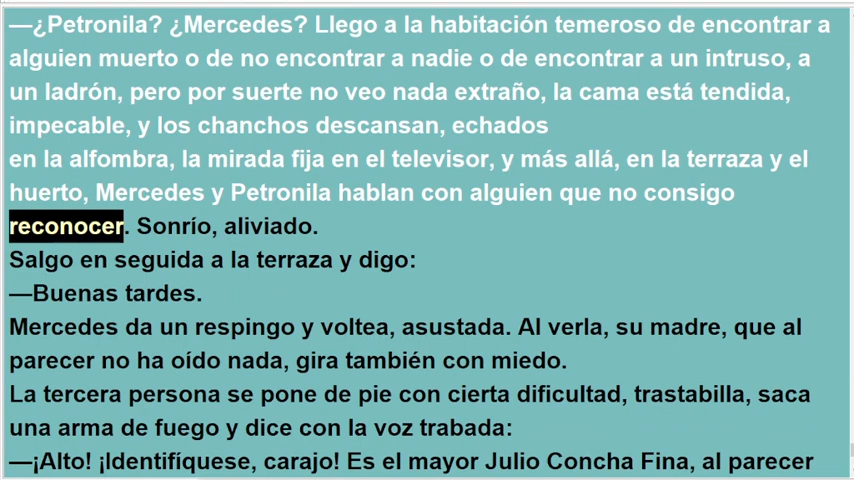 —¿Petronila? ¿Mercedes? Llego a la habitación temeroso de encontrar a
alguien muerto o de no encontrar a nadie o de encontrar a un intruso, a
un ladrón, pero por suerte no veo nada extraño, la cama está tendida,
impecable, y los chanchos descansan, echados
en la alfombra, la mirada fija en el televisor, y más allá, en la terraza y el
huerto, Mercedes y Petronila hablan con alguien que no consigo
reconocer. Sonrío, aliviado.
Salgo en seguida a la terraza y digo:
—Buenas tardes.
Mercedes da un respingo y voltea, asustada. Al verla, su madre, que al
parecer no ha oído nada, gira también con miedo.
La tercera persona se pone de pie con cierta dificultad, trastabilla, saca
una arma de fuego y dice con la voz trabada:
—¡Alto! ¡Identifíquese, carajo! Es el mayor Julio Concha Fina, al parecer